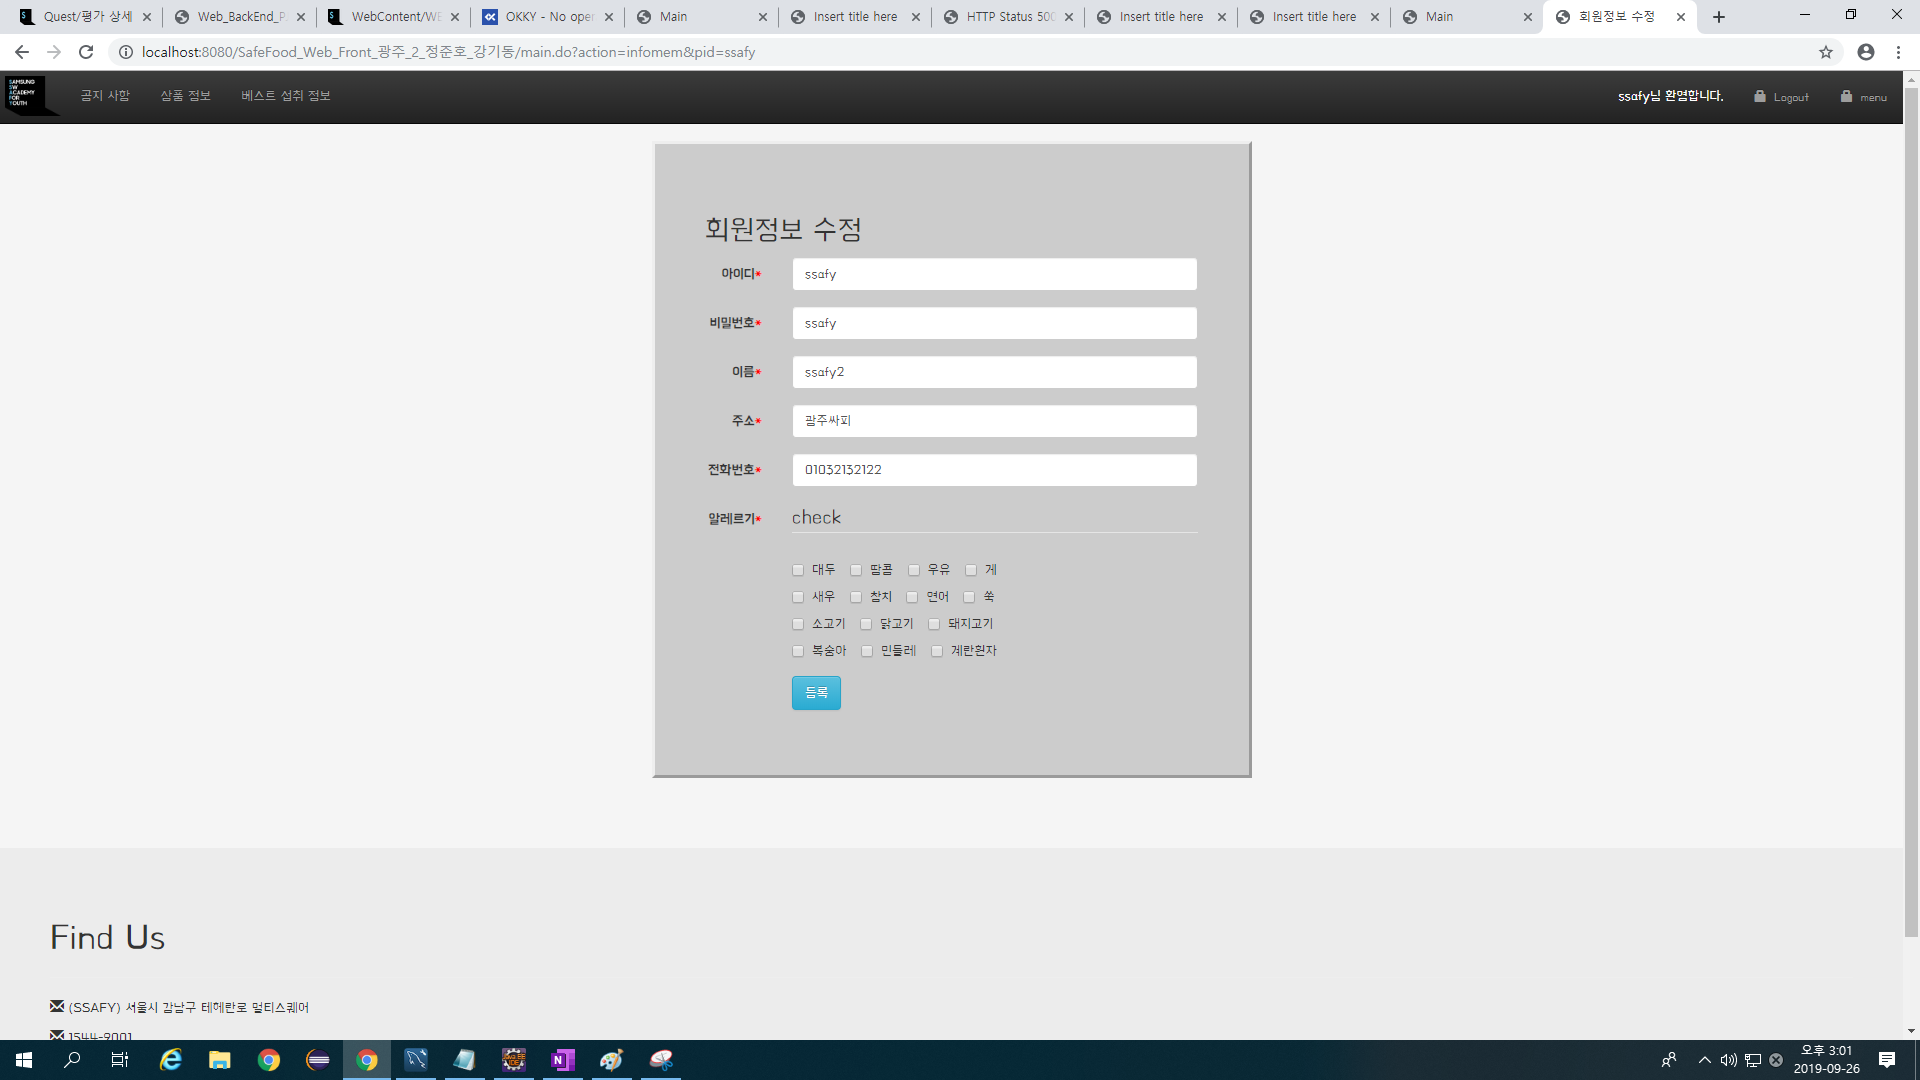 Quest/평가 상세
Web_BackEnd_P
WebContent/WE
OKKY - No oper
Main
Insert title here
HTTP Status 500
Insert title here
Insert title here
Main
회원정보 수정
localhost:8080/SafeFood_Web_Front_광주_2_정준호_강기동/main.do?action=infomem&pid=ssafy
SAMSUNG
SW
ACADEMY
FOR
YOUTH
공지 사항
상품 정보
베스트 섭취 정보
ssafy님 환영합니다.
Logout
menu
회원정보 수정
아이디*
ssafy
비밀번호*
ssafy
이름*
ssafy2
주소*
광주싸피
전화번호*
01032132122
알레르기*
check
대두 땅콩 우유 게
새우 참치 연어 쑥
소고기 닭고기 돼지고기
복숭아 민들레 계란흰자
등록
Find Us
(SSAFY) 서울시 강남구 테헤란로 멀티스퀘어
1544-9001
오후 3:01
2019-09-26